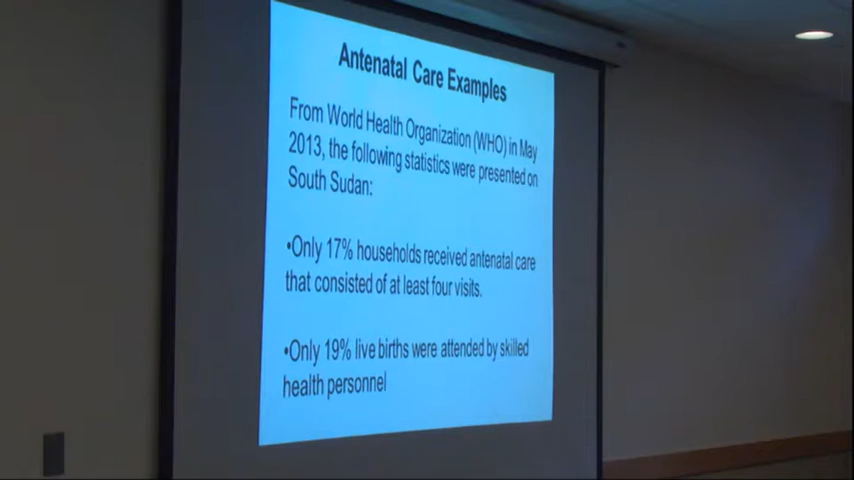 Antenatal Care Examples
From World Health Organization (WHO) in May
2013, the following statistics were presented on
South Sudan:
•Only 17% households received antenatal care
that consisted of at least four visits.
•Only 19% live births were attended by skilled
health personnel